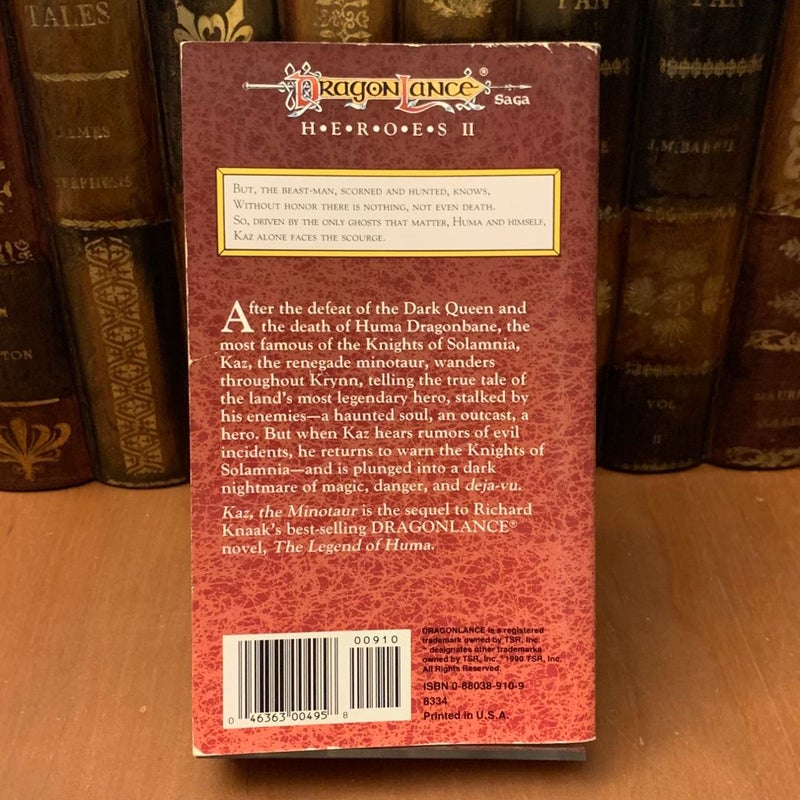 TALES
JAMES
STEPHENS
PAN
PAN
J.M. BARRIE
VOL
II
DRAGONLANCE®
SAGA
H•E•R•O•E•S II
BUT, THE BEAST-MAN, SCORNED AND HUNTED, KNOWS,
WITHOUT HONOR THERE IS NOTHING, NOT EVEN DEATH.
SO, DRIVEN BY THE ONLY GHOSTS THAT MATTER, HUMA AND HIMSELF,
KAZ ALONE FACES THE SCOURGE.
After the defeat of the Dark Queen and
the death of Huma Dragonbane, the
most famous of the Knights of Solamnia,
Kaz, the renegade minotaur, wanders
throughout Krynn, telling the true tale of
the land's most legendary hero, stalked by
his enemies—a haunted soul, an outcast, a
hero. But when Kaz hears rumors of evil
incidents, he returns to warn the Knights of
Solamnia—and is plunged into a dark
nightmare of magic, danger, and deja-vu.
Kaz, the Minotaur is the sequel to Richard
Knaak's best-selling DRAGONLANCE®
novel, The Legend of Huma.
00910
0 46363 00495 8
DRAGONLANCE is a registered
trademark owned by TSR, Inc.
™ designates other trademarks
owned by TSR, Inc. ©1990 TSR, Inc.
All Rights Reserved.
ISBN 0-88038-910-9
8334
Printed in U.S.A.